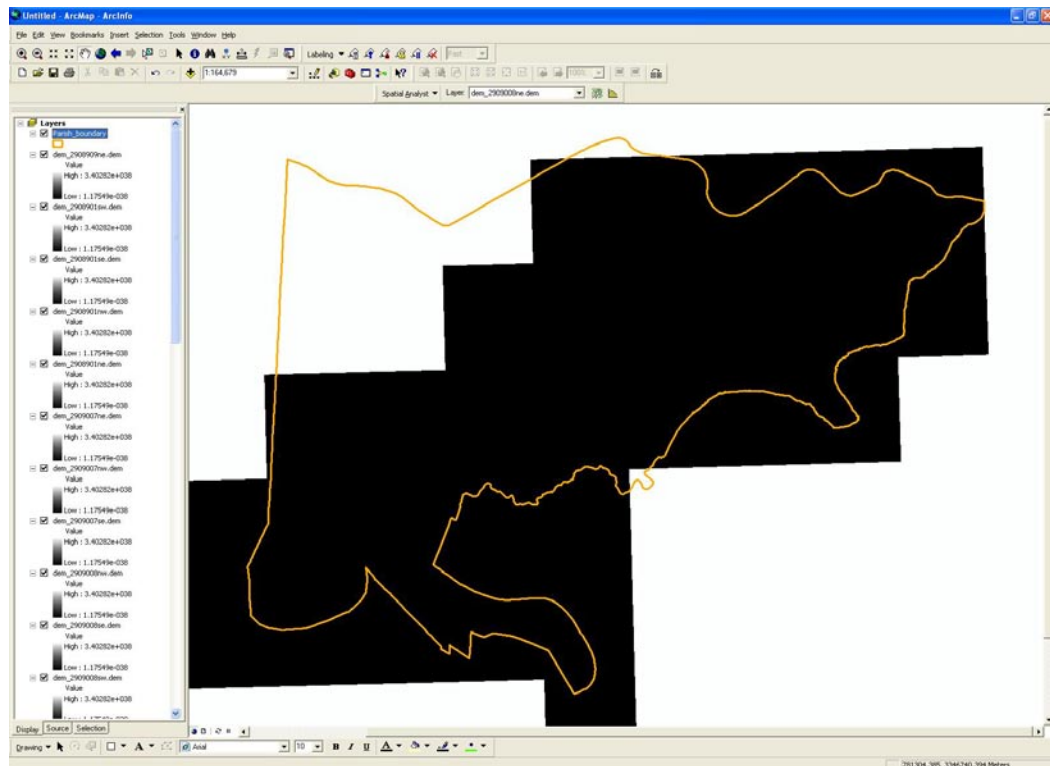 Untitled - ArcMap - ArcInfo
File Edit View Bookmarks Insert Selection Tools Window Help
Labeling Fast
1:164,679 100%
Spatial Analyst Layer: dem_2909008ne.dem
Layers
Parish_boundary
dem_2908909ne.dem
Value
High : 3.40282e+038
Low : 1.17549e-038
dem_2908901sw.dem
Value
High : 3.40282e+038
Low : 1.17549e-038
dem_2908901se.dem
Value
High : 3.40282e+038
Low : 1.17549e-038
dem_2908901nw.dem
Value
High : 3.40282e+038
Low : 1.17549e-038
dem_2908901ne.dem
Value
High : 3.40282e+038
Low : 1.17549e-038
dem_2909007ne.dem
Value
High : 3.40282e+038
Low : 1.17549e-038
dem_2909007nw.dem
Value
High : 3.40282e+038
Low : 1.17549e-038
dem_2909007se.dem
Value
High : 3.40282e+038
Low : 1.17549e-038
dem_2909008nw.dem
Value
High : 3.40282e+038
Low : 1.17549e-038
dem_2909008se.dem
Value
High : 3.40282e+038
Low : 1.17549e-038
dem_2909008sw.dem
Value
High : 3.40282e+038
Display Source Selection
Drawing A Arial 10 B I U A
781304.385 3346740.394 Meters